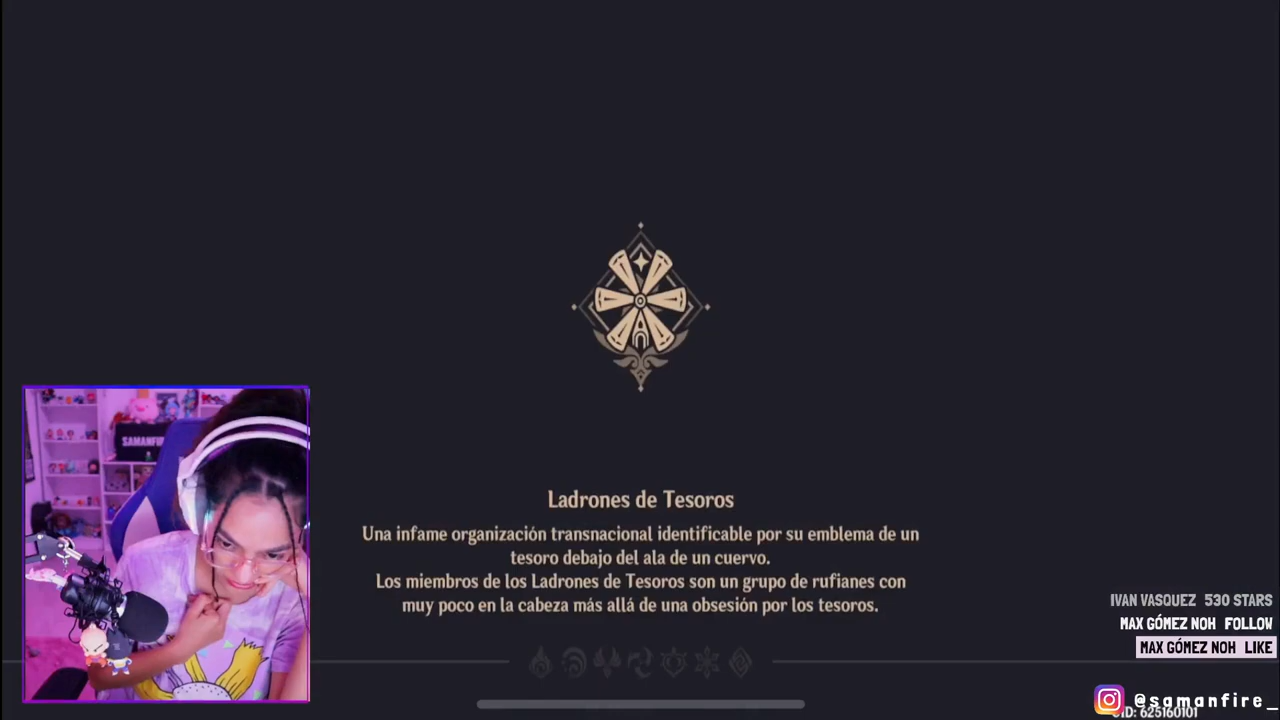 SAMANFIRE
Ladrones de Tesoros
Una infame organización transnacional identificable por su emblema de un
tesoro debajo del ala de un cuervo.
Los miembros de los Ladrones de Tesoros son un grupo de rufianes con
muy poco en la cabeza más allá de una obsesión por los tesoros.
IVAN VASQUEZ 530 STARS
MAX GÓMEZ NOH FOLLOW
MAX GÓMEZ NOH LIKE
@samanfire_
UID: 625160101